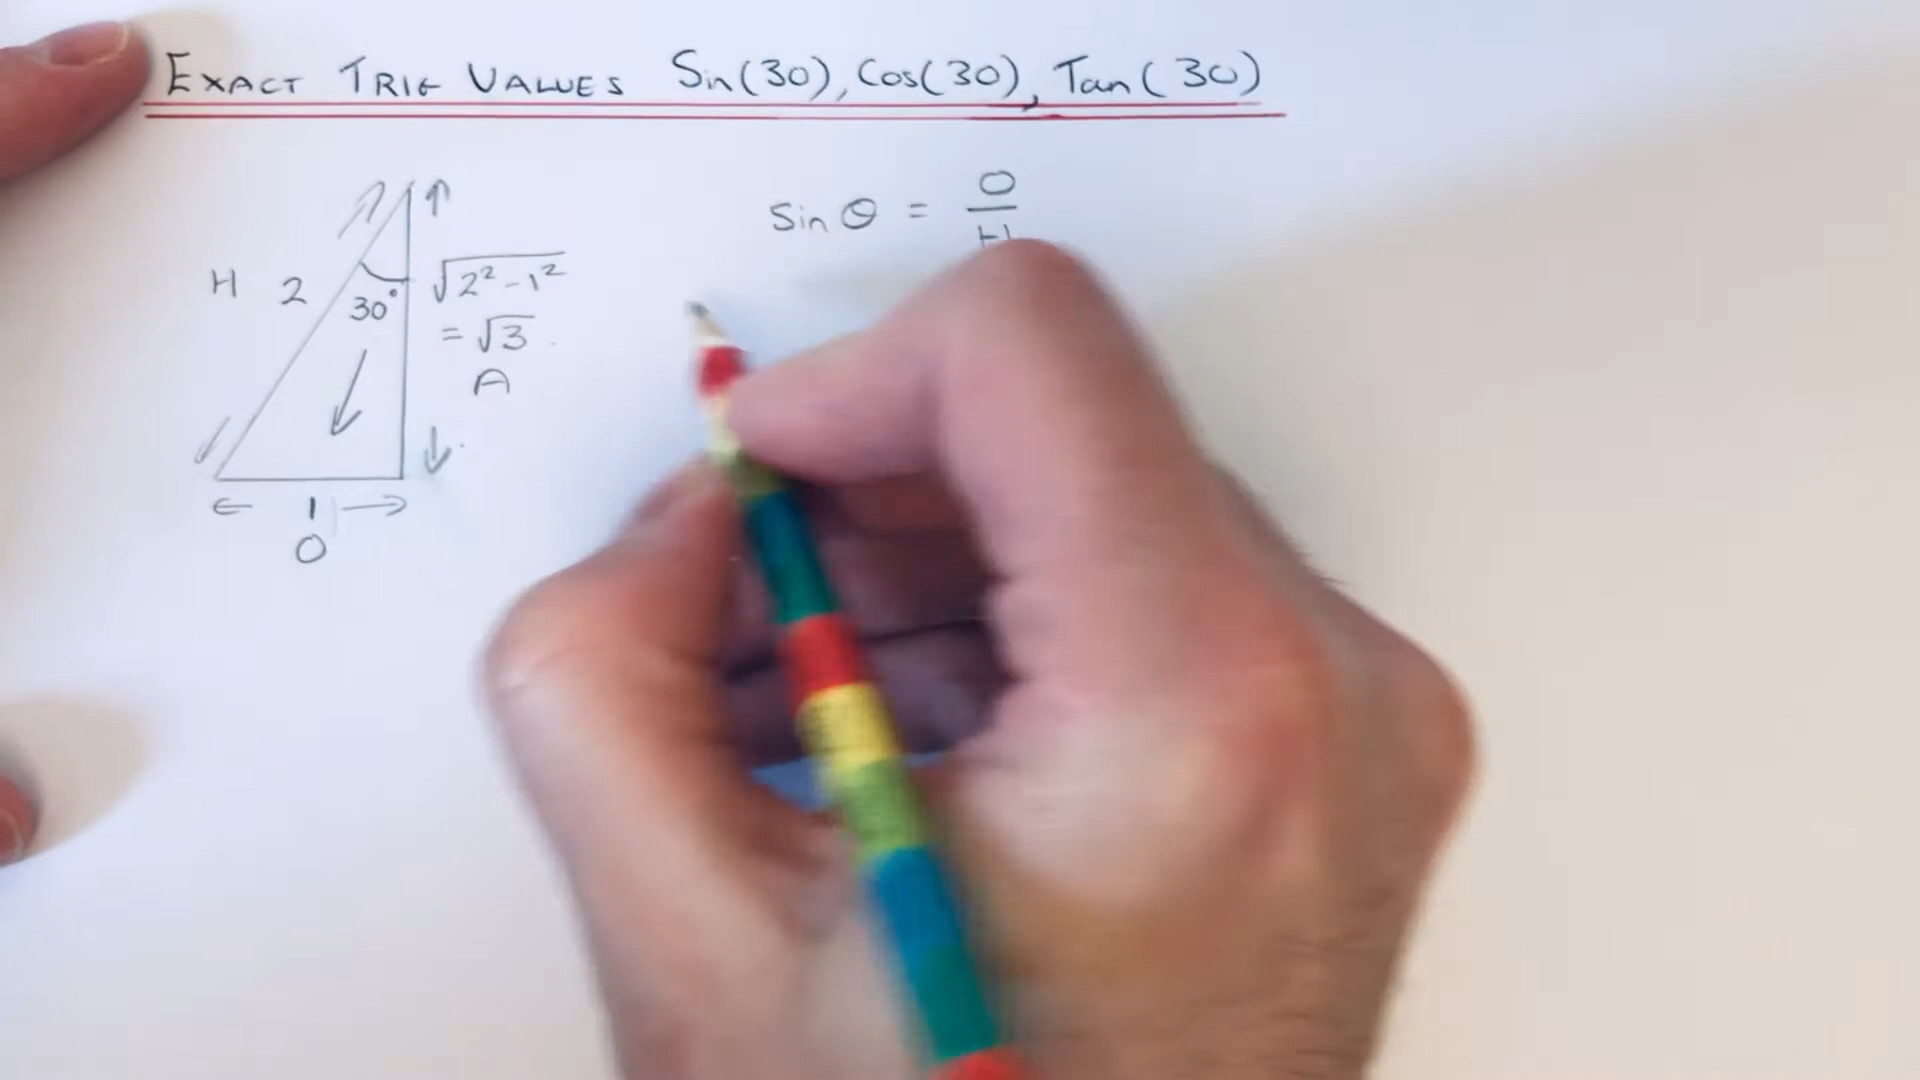 EXACT TRIG VALUES Sin(30), Cos(30), Tan(30)
sin θ = O/H
H 2 30° √2² - 1²
= √3
A
← 1 →
O